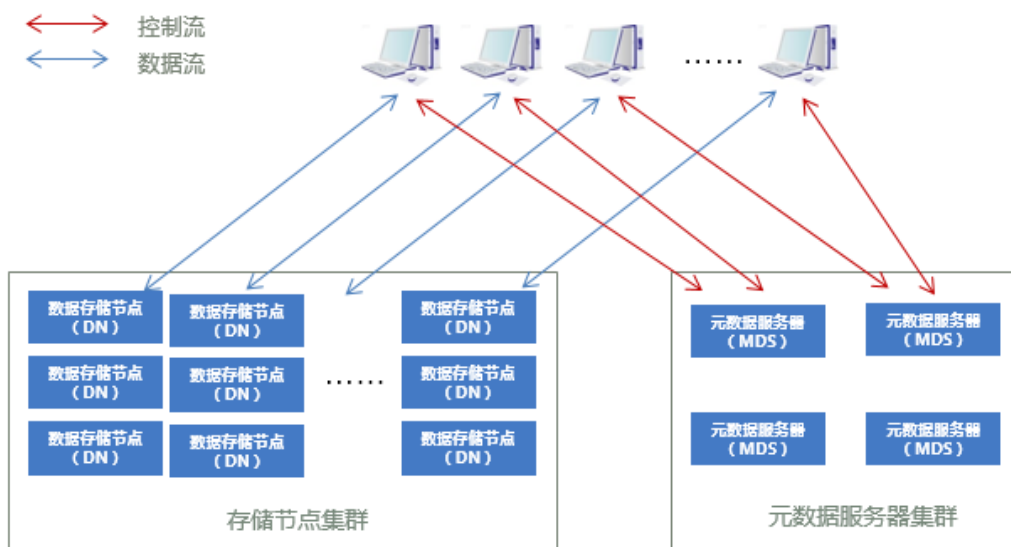 控制流
数据流
……
数据存储节点
（DN）
数据存储节点
（DN）
数据存储节点
（DN）
数据存储节点
（DN）
数据存储节点
（DN）
……
数据存储节点
（DN）
数据存储节点
（DN）
数据存储节点
（DN）
数据存储节点
（DN）
存储节点集群
元数据服务器
（MDS）
元数据服务器
（MDS）
元数据服务器
（MDS）
元数据服务器
（MDS）
元数据服务器集群